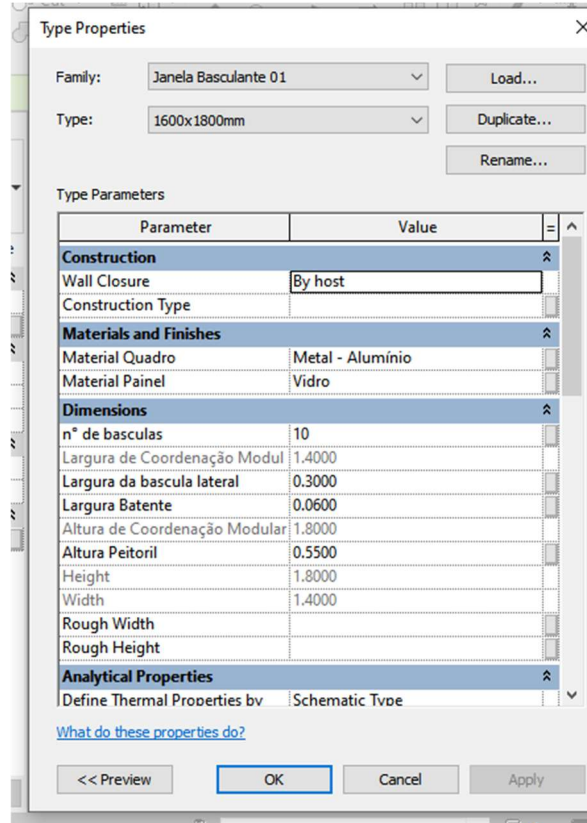 Type Properties
Family: Janela Basculante 01 Load...
Type: 1600x1800mm Duplicate...
Rename...
Type Parameters
Parameter Value =
Construction
Wall Closure By host
Construction Type
Materials and Finishes
Material Quadro Metal - Alumínio
Material Painel Vidro
Dimensions
n° de basculas 10
Largura de Coordenação Modul 1.4000
Largura da bascula lateral 0.3000
Largura Batente 0.0600
Altura de Coordenação Modular 1.8000
Altura Peitoril 0.5500
Height 1.8000
Width 1.4000
Rough Width
Rough Height
Analytical Properties
Define Thermal Properties by Schematic Type
What do these properties do?
<< Preview OK Cancel Apply